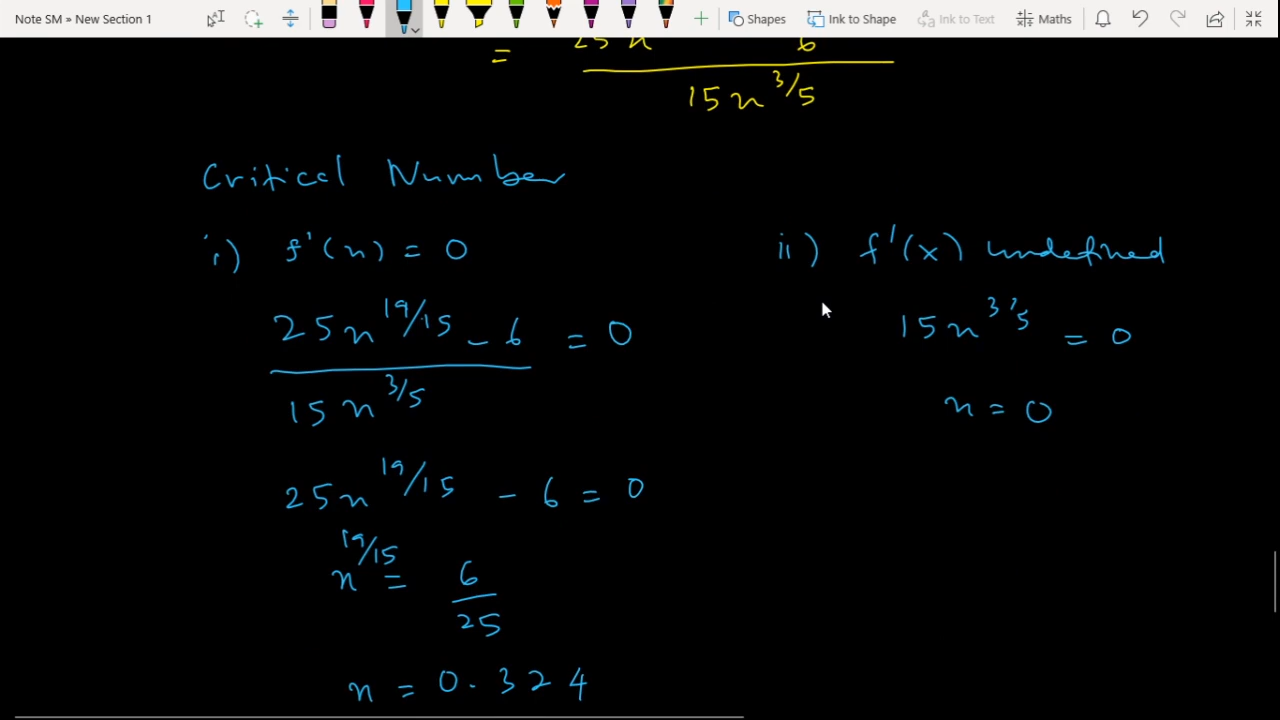 Note SM » New Section 1
Shapes
Ink to Shape
Ink to Text
Maths
= 25x 6
15x^3/5
Critical Number
i) f'(x) = 0
25x^19/15 - 6 = 0
15x^3/5
25x^19/15 - 6 = 0
x^19/15 = 6/25
x = 0.324
ii) f'(x) undefined
15x^3/5 = 0
x = 0